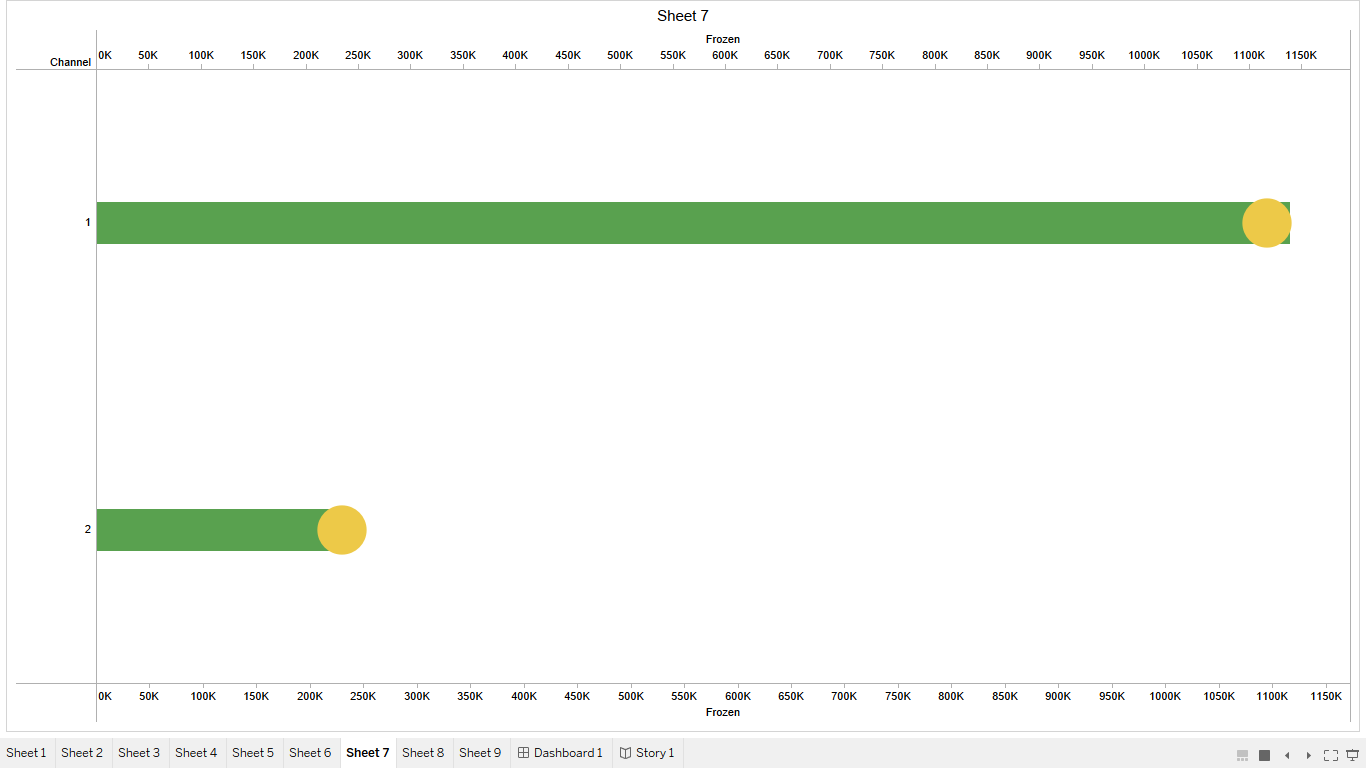 Sheet 7
Frozen
0K 50K 100K 150K 200K 250K 300K 350K 400K 450K 500K 550K 600K 650K 700K 750K 800K 850K 900K 950K 1000K 1050K 1100K 1150K
Channel
1
2
0K 50K 100K 150K 200K 250K 300K 350K 400K 450K 500K 550K 600K 650K 700K 750K 800K 850K 900K 950K 1000K 1050K 1100K 1150K
Frozen
Sheet 1 Sheet 2 Sheet 3 Sheet 4 Sheet 5 Sheet 6 Sheet 7 Sheet 8 Sheet 9 Dashboard 1 Story 1